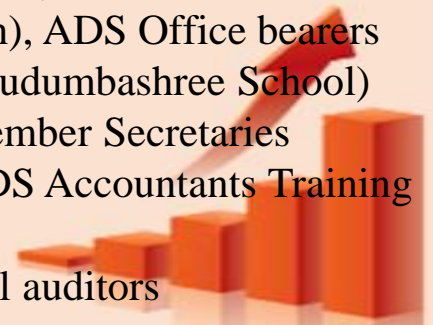 n), ADS Office bearers
udumbashree School)
ember Secretaries
DS Accountants Training
l auditors